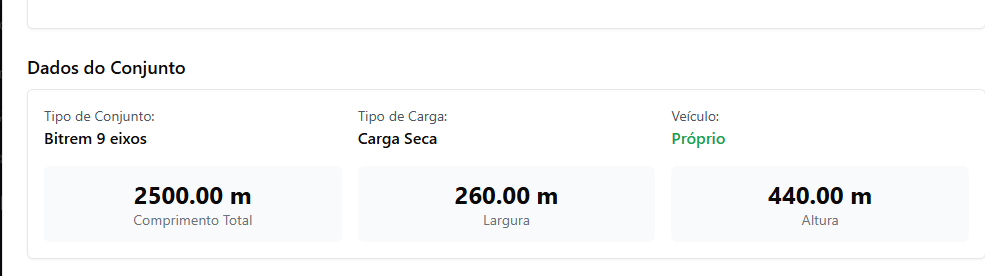 Dados do Conjunto
Tipo de Conjunto:
Bitrem 9 eixos
Tipo de Carga:
Carga Seca
Veículo:
Próprio
2500.00 m
Comprimento Total
260.00 m
Largura
440.00 m
Altura